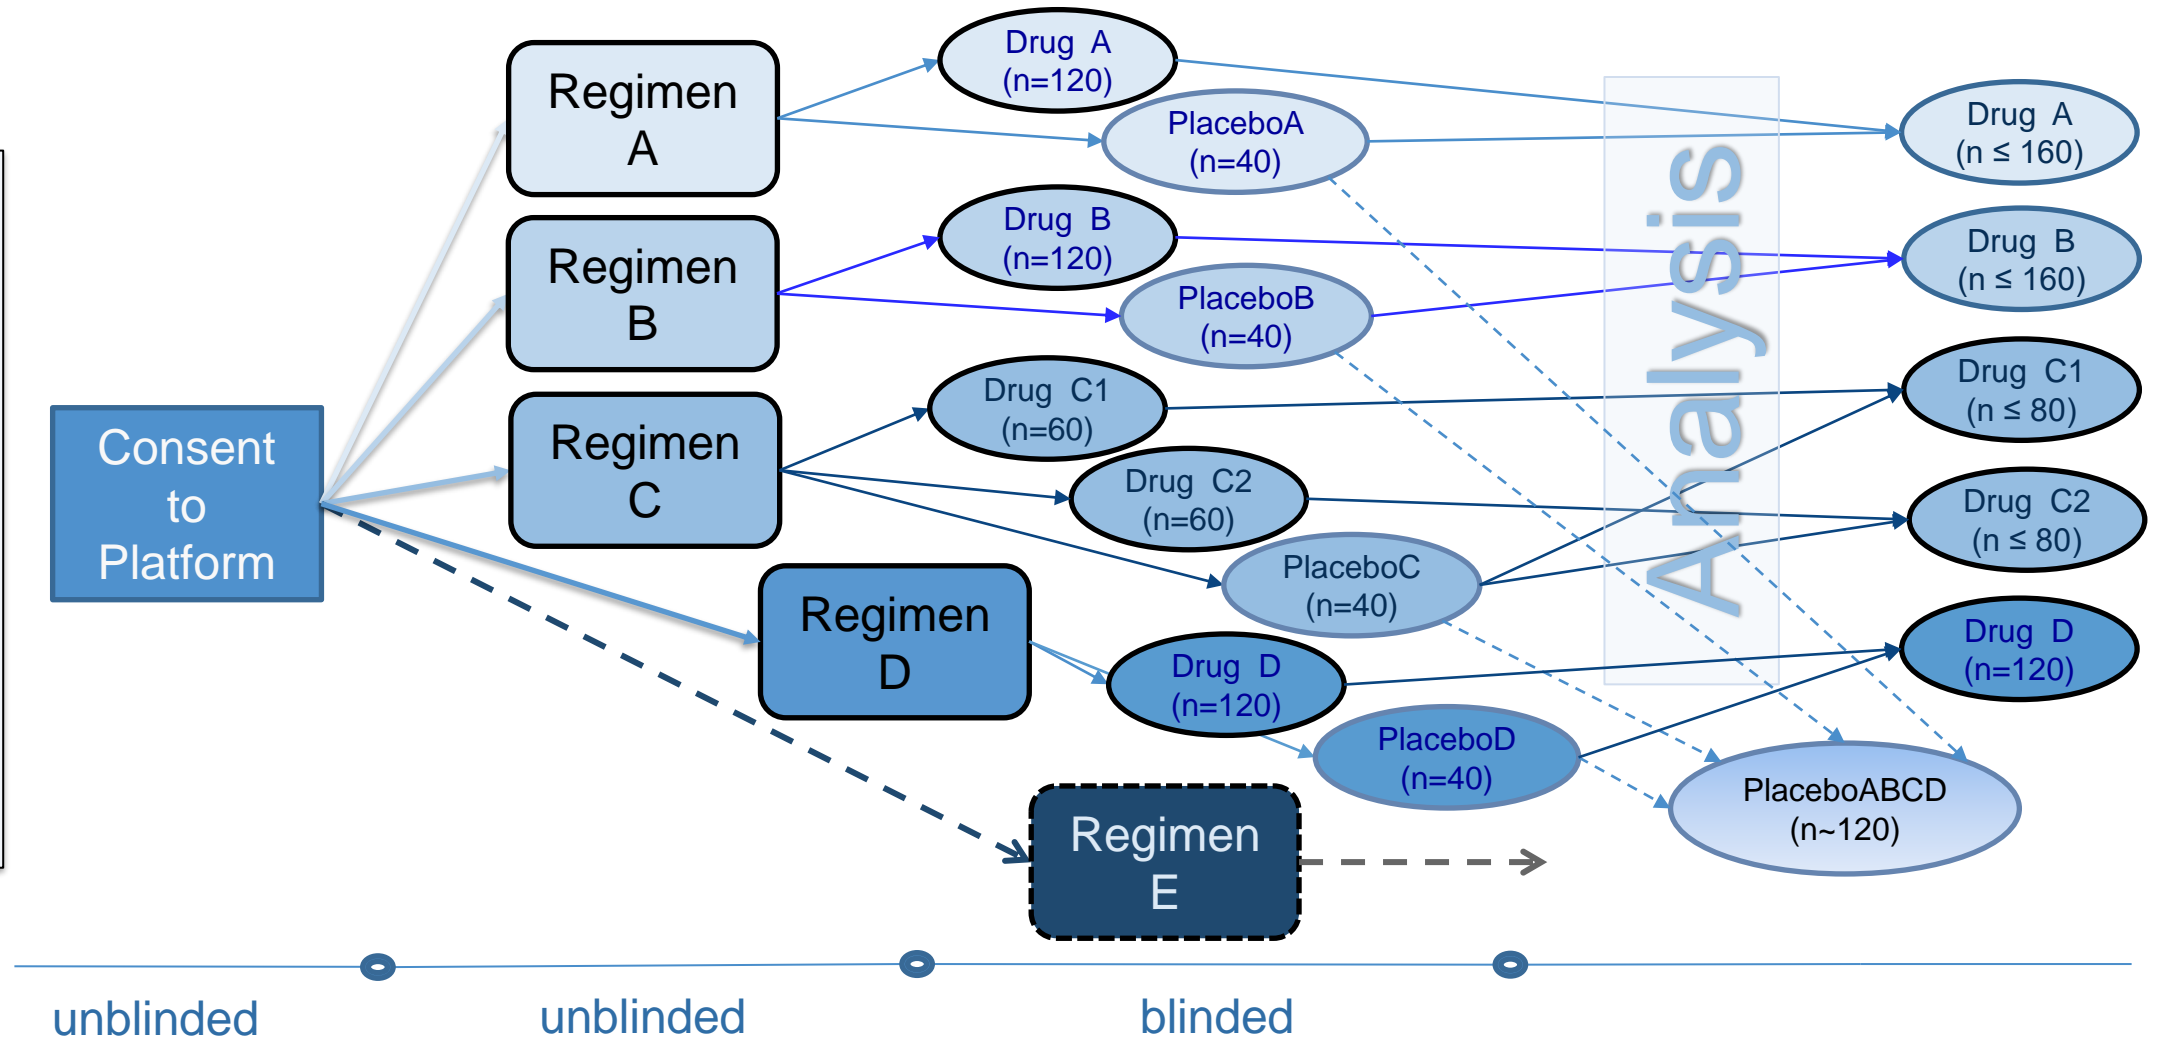 Consent
to
Platform
Regimen
A
Regimen
B
Regimen
C
Regimen
D
Regimen
E
Drug A
(n=120)
PlaceboA
(n=40)
Drug B
(n=120)
PlaceboB
(n=40)
Drug C1
(n=60)
Drug C2
(n=60)
PlaceboC
(n=40)
Drug D
(n=120)
PlaceboD
(n=40)
Analysis
Drug A
(n ≤ 160)
Drug B
(n ≤ 160)
Drug C1
(n ≤ 80)
Drug C2
(n ≤ 80)
Drug D
(n=120)
PlaceboABCD
(n~120)
unblinded
unblinded
blinded